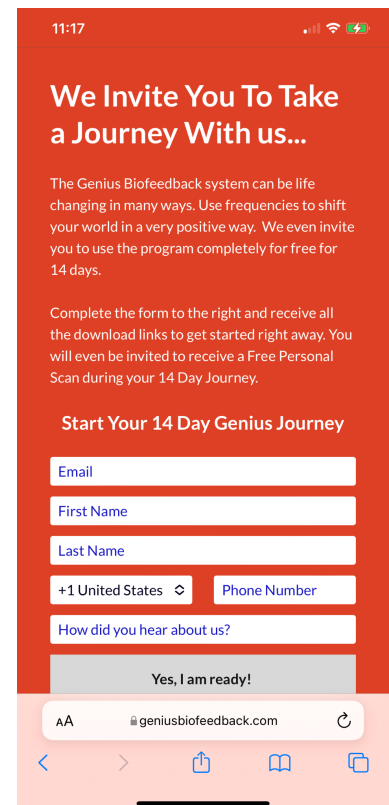 11:17
We Invite You To Take
a Journey With us...
The Genius Biofeedback system can be life
changing in many ways. Use frequencies to shift
your world in a very positive way.  We even invite
you to use the program completely for free for
14 days.
Complete the form to the right and receive all
the download links to get started right away. You
will even be invited to receive a Free Personal
Scan during your 14 Day Journey.
Start Your 14 Day Genius Journey
Email
First Name
Last Name
+1 United States Phone Number
How did you hear about us?
Yes, I am ready!
AA geniusbiofeedback.com